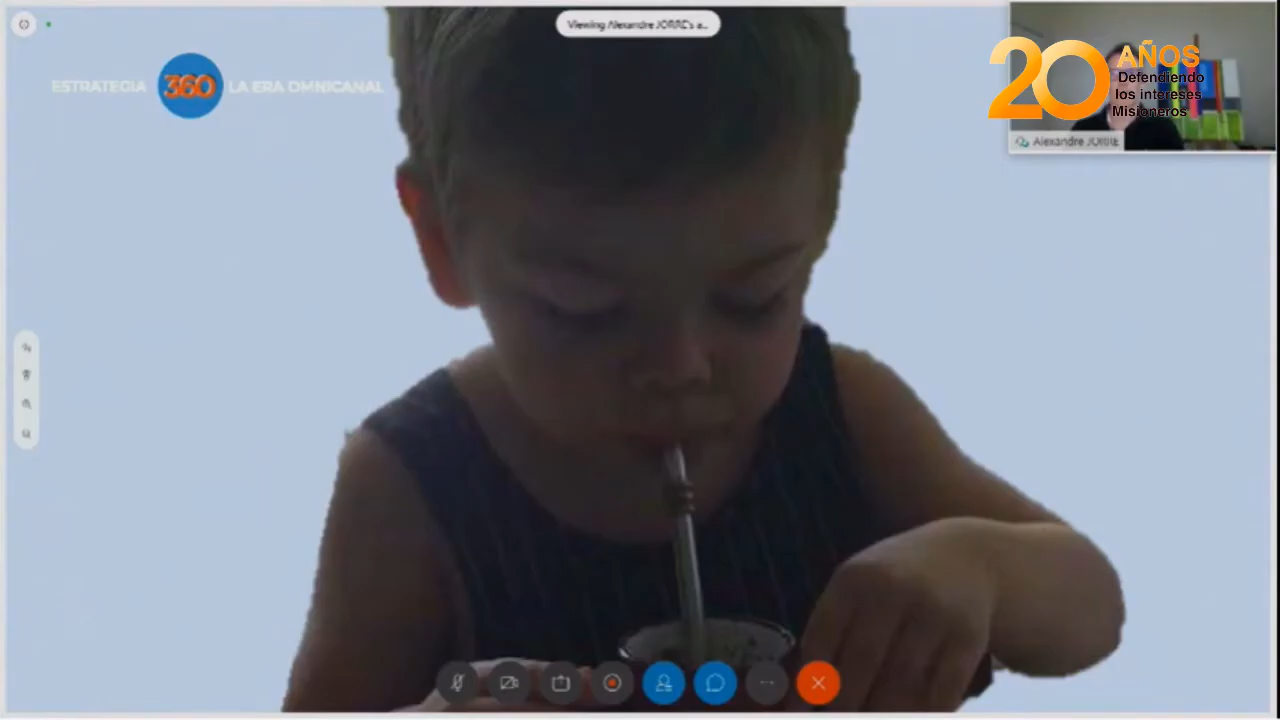 Viewing Alexandre JORRE's a...
ESTRATEGIA 360 LA ERA OMNICANAL
20 AÑOS
Defendiendo
los intereses
Misioneros
Alexandre JORRE